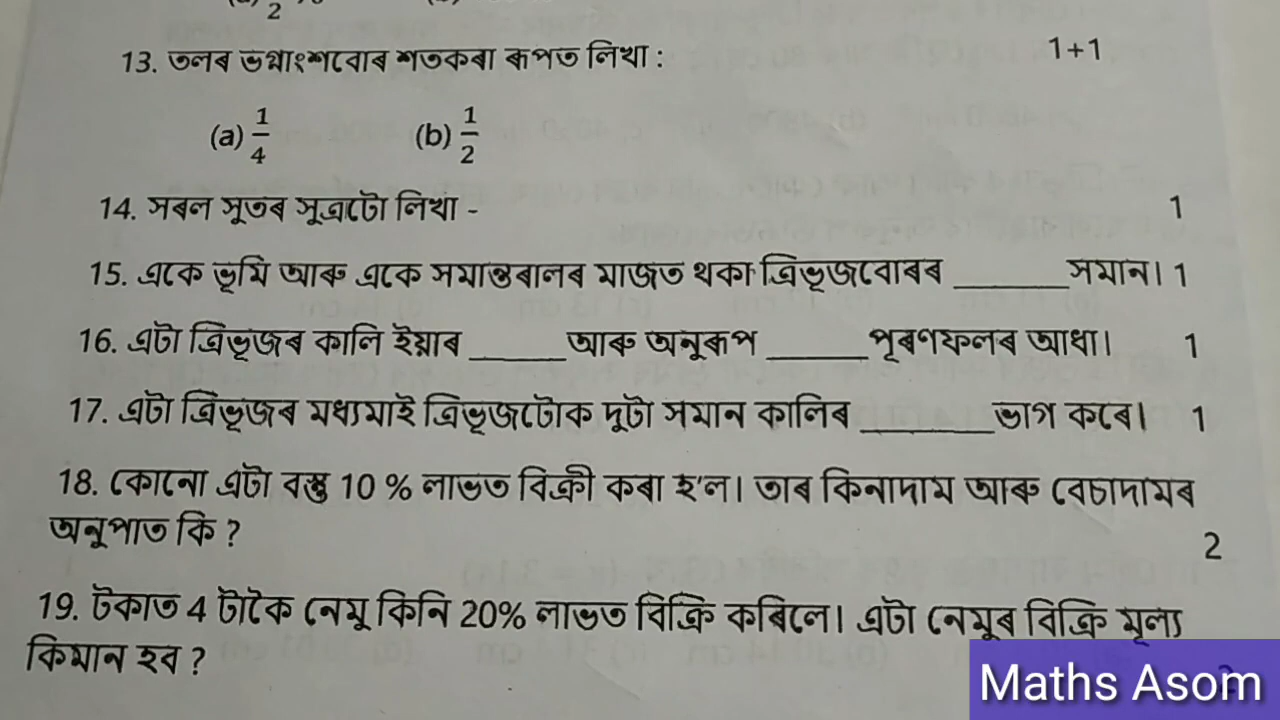 13. তলৰ ভগ্নাংশবোৰ শতকৰা ৰূপত লিখা : 1+1
(a) 1/4 (b) 1/2
14. সৰল সুতৰ সূত্ৰটো লিখা - 1
15. একে ভূমি আৰু একে সমান্তৰালৰ মাজত থকা ত্ৰিভূজবোৰৰ ______ সমান। 1
16. এটা ত্ৰিভূজৰ কালি ইয়াৰ ______ আৰু অনুৰূপ ______ পূৰণফলৰ আধা। 1
17. এটা ত্ৰিভূজৰ মধ্যমাই ত্ৰিভূজটোক দুটা সমান কালিৰ ______ ভাগ কৰে। 1
18. কোনো এটা বস্তু 10 % লাভত বিক্ৰী কৰা হ'ল। তাৰ কিনাদাম আৰু বেচাদামৰ
অনুপাত কি ? 2
19. টকাত 4 টাকৈ নেমু কিনি 20% লাভত বিক্ৰি কৰিলে। এটা নেমুৰ বিক্ৰি মূল্য
কিমান হব ?
Maths Asom